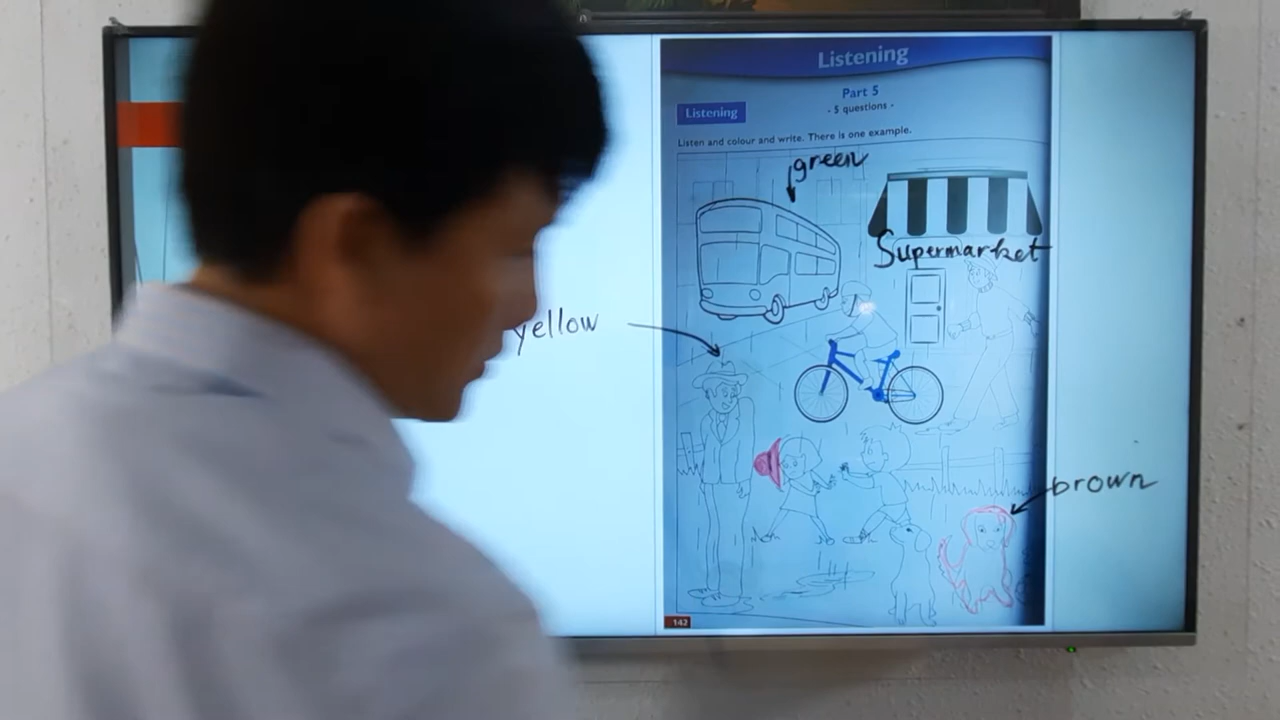 Listening
Part 5
- 5 questions -
Listening
Listen and colour and write. There is one example.
green
Supermarket
yellow
brown
142